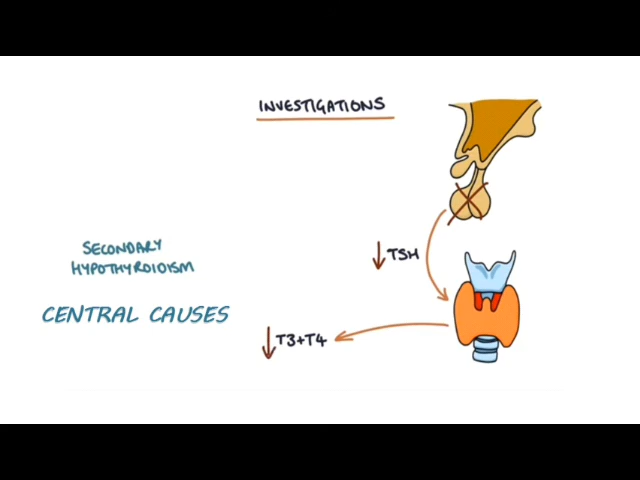 INVESTIGATIONS
↓ TSH
SECONDARY
HYPOTHYROIDISM
CENTRAL CAUSES
↓ T3+T4